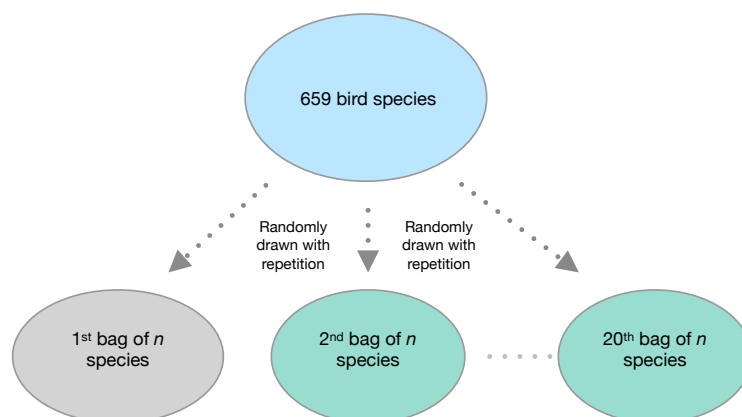 659 bird species
Randomly
drawn with
repetition
Randomly
drawn with
repetition
1st bag of n
species
2nd bag of n
species
20th bag of n
species